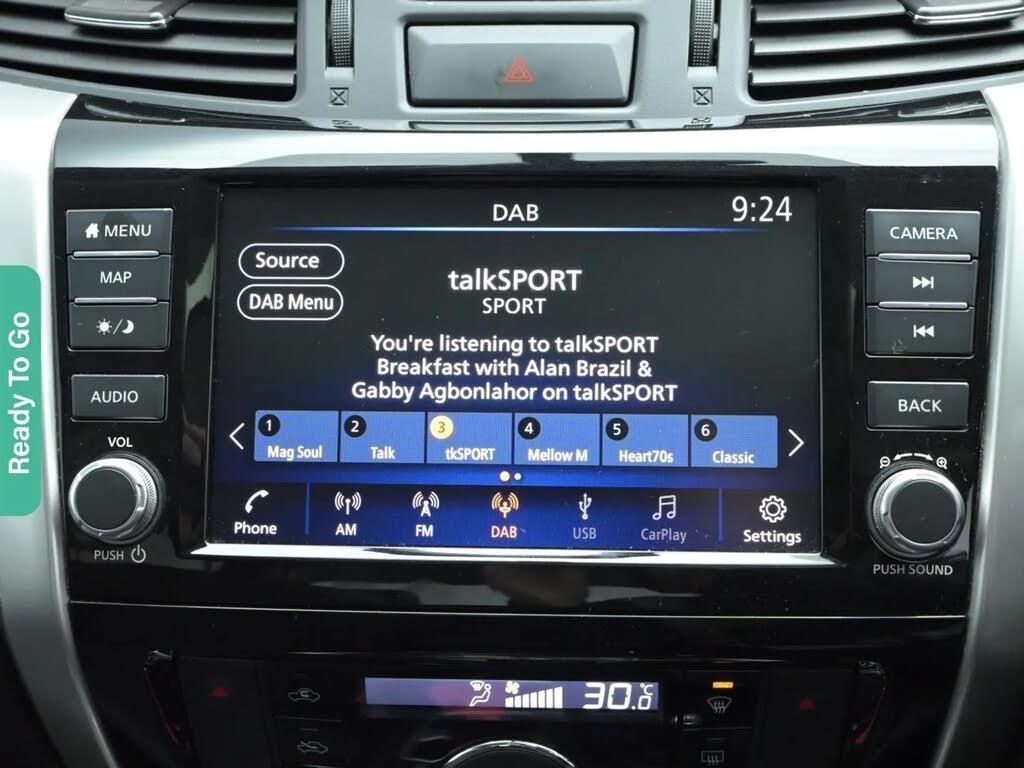 DAB
9:24
MENU
MAP
AUDIO
VOL
PUSH
CAMERA
BACK
PUSH SOUND
Source
DAB Menu
talkSPORT
SPORT
You're listening to talkSPORT
Breakfast with Alan Brazil &
Gabby Agbonlahor on talkSPORT
1 Mag Soul
2 Talk
3 tkSPORT
4 Mellow M
5 Heart70s
6 Classic
Phone
AM
FM
DAB
USB
CarPlay
Settings
30.0°C
Ready To Go